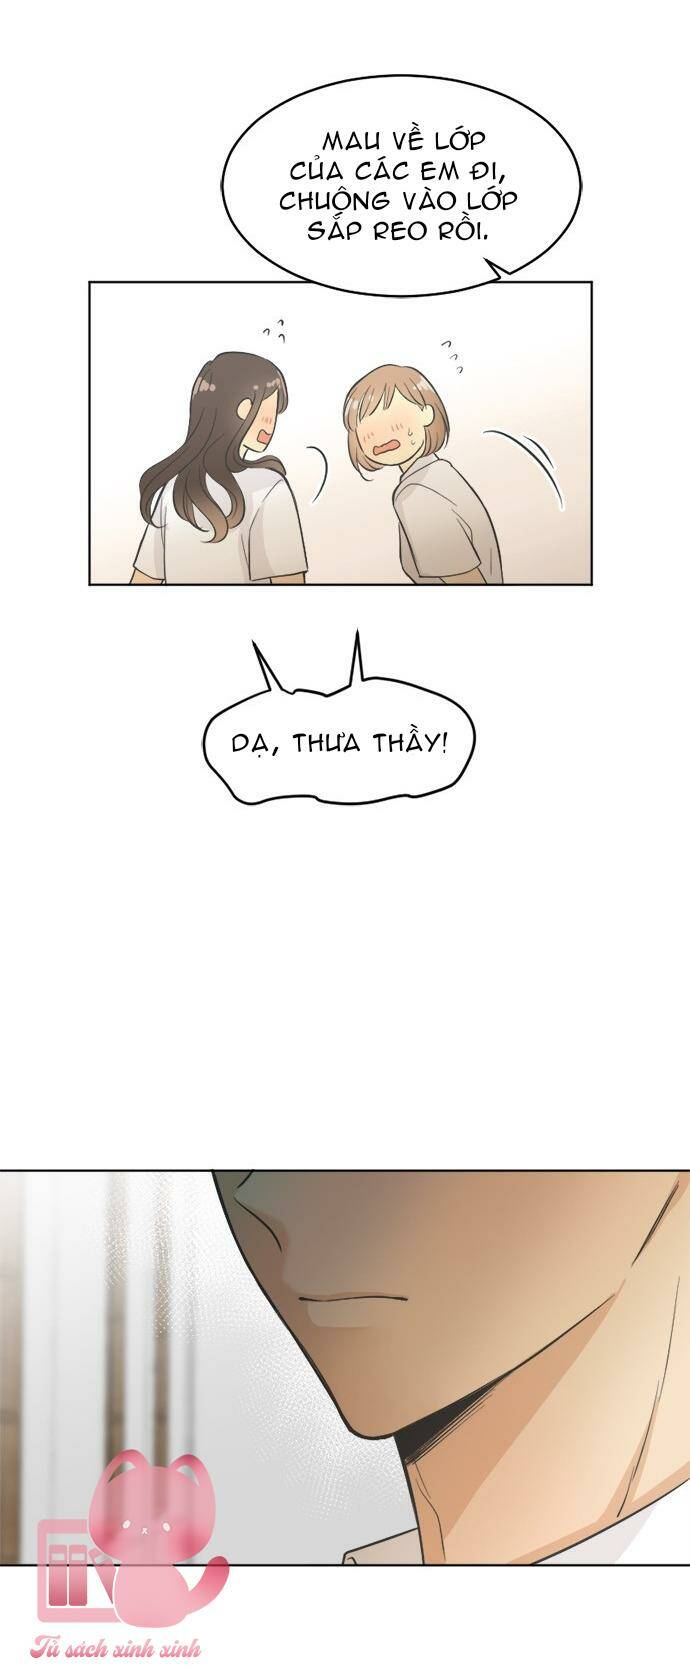 MAU VỀ LỚP
CỦA CÁC EM ĐI,
CHUÔNG VÀO LỚP
SẮP REO RỒI.
DẠ, THƯA THẦY!
Tủ sách xinh xinh